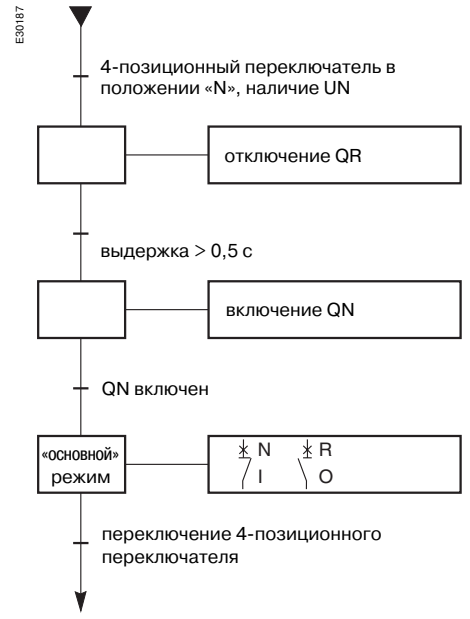 E30187
4-позиционный переключатель в
положении «N», наличие UN
отключение QR
выдержка > 0,5 с
включение QN
QN включен
«основной»
режим
N R
I O
переключение 4-позиционного
переключателя